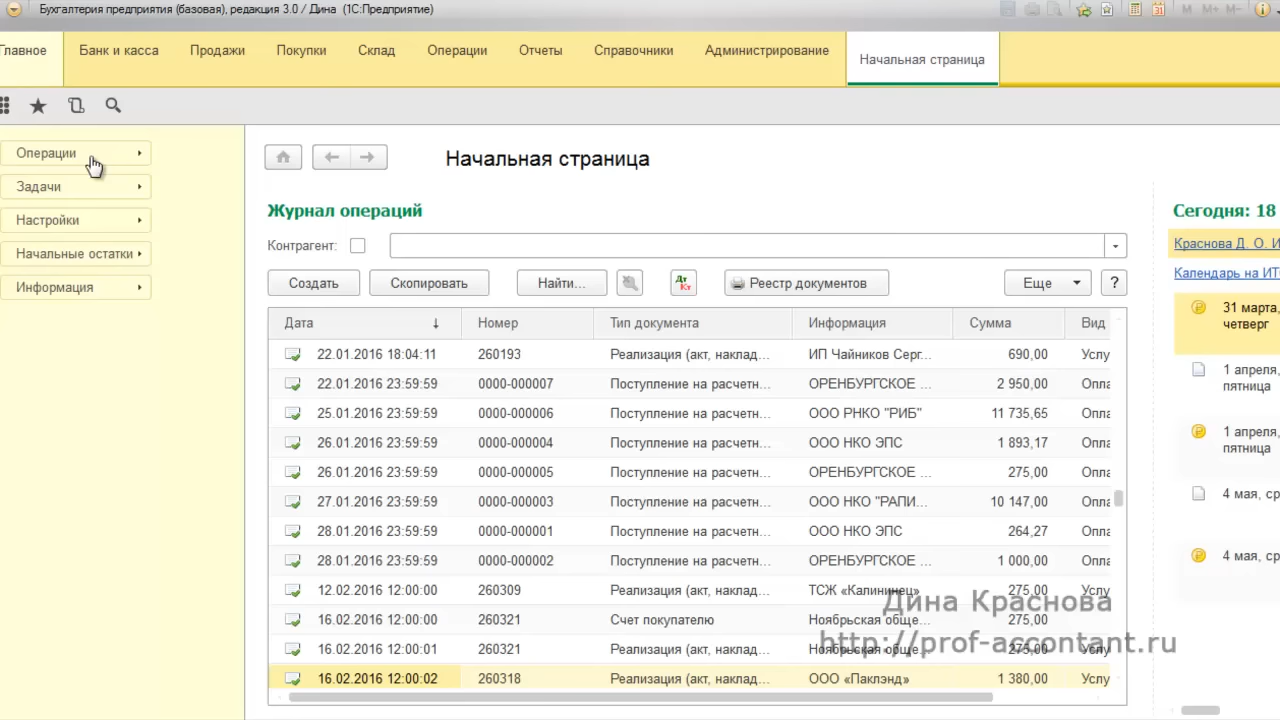 Бухгалтерия предприятия (базовая), редакция 3.0 / Дина (1С:Предприятие)
M M+ M-
Главное Банк и касса Продажи Покупки Склад Операции Отчеты Справочники Администрирование Начальная страница
Операции
Задачи
Настройки
Начальные остатки
Информация
Начальная страница
Журнал операций
Контрагент:
Создать Скопировать Найти... Дт Кт Реестр документов Еще ?
Дата Номер Тип документа Информация Сумма Вид
22.01.2016 18:04:11 260193 Реализация (акт, наклад... ИП Чайников Серг... 690,00 Услу
22.01.2016 23:59:59 0000-000007 Поступление на расчетн... ОРЕНБУРГСКОЕ ... 2 950,00 Опла
25.01.2016 23:59:59 0000-000006 Поступление на расчетн... ООО РНКО "РИБ" 11 735,65 Опла
26.01.2016 23:59:59 0000-000004 Поступление на расчетн... ООО НКО ЭПС 1 893,17 Опла
26.01.2016 23:59:59 0000-000005 Поступление на расчетн... ОРЕНБУРГСКОЕ ... 275,00 Опла
27.01.2016 23:59:59 0000-000003 Поступление на расчетн... ООО НКО "РАПИ... 10 147,00 Опла
28.01.2016 23:59:59 0000-000001 Поступление на расчетн... ООО НКО ЭПС 264,27 Опла
28.01.2016 23:59:59 0000-000002 Поступление на расчетн... ОРЕНБУРГСКОЕ ... 1 000,00 Опла
12.02.2016 12:00:00 260309 Реализация (акт, наклад... ТСЖ «Калининец» 275,00 Услу
16.02.2016 12:00:00 260321 Счет покупателю Ноябрьская обще... 275,00
16.02.2016 12:00:01 260321 Реализация (акт, наклад... Ноябрьская обще... 275,00 Услу
16.02.2016 12:00:02 260318 Реализация (акт, наклад... ООО «Паклэнд» 1 380,00 Услу
Сегодня: 18
Краснова Д. О. И
Календарь на ИТ
31 марта,
четверг
1 апреля,
пятница
1 апреля,
пятница
4 мая, ср
4 мая, ср
Дина Краснова
http://prof-accontant.ru